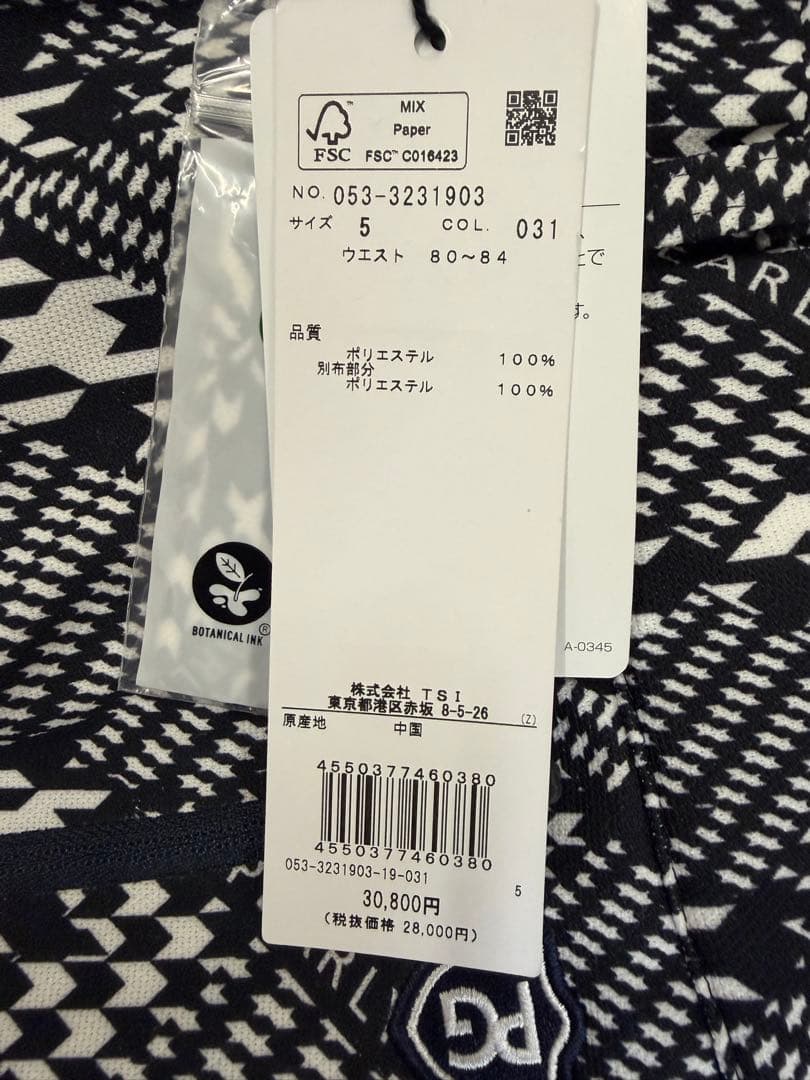 MIX
Paper
FSC
FSC™ C016423
NO. 053-3231903
サイズ 5 COL. 031
ウエスト 80～84
品質
ポリエステル 100%
別布部分
ポリエステル 100%
株式会社 TSI
東京都港区赤坂 8-5-26 (Z)
原産地 中国
4550377460380
4550377460380
053-3231903-19-031
5
30,800円
(税抜価格 28,000円)
BOTANICAL INK®
A-0345
とで
す。
PG